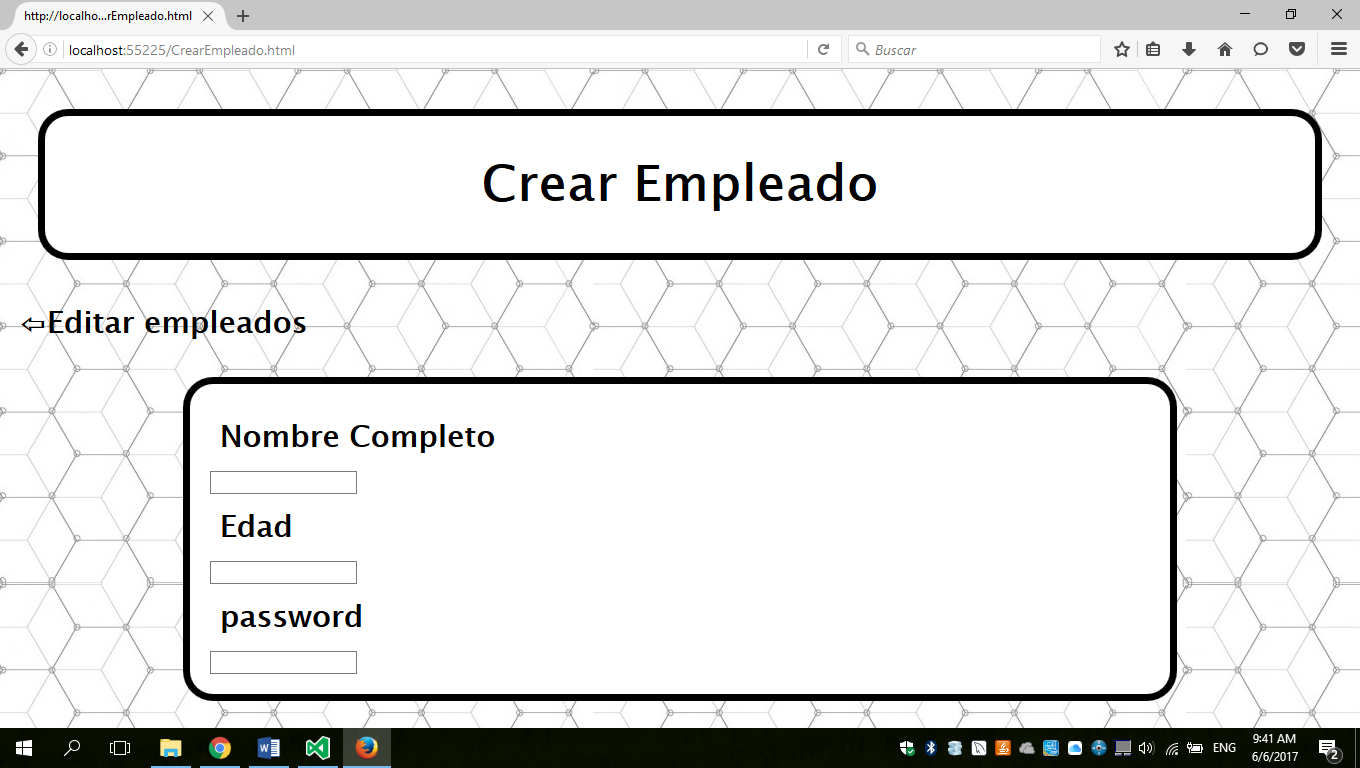 http://localho...rEmpleado.html
localhost:55225/CrearEmpleado.html
Buscar
Crear Empleado
⇦Editar empleados
Nombre Completo
Edad
password
ENG
9:41 AM
6/6/2017
2